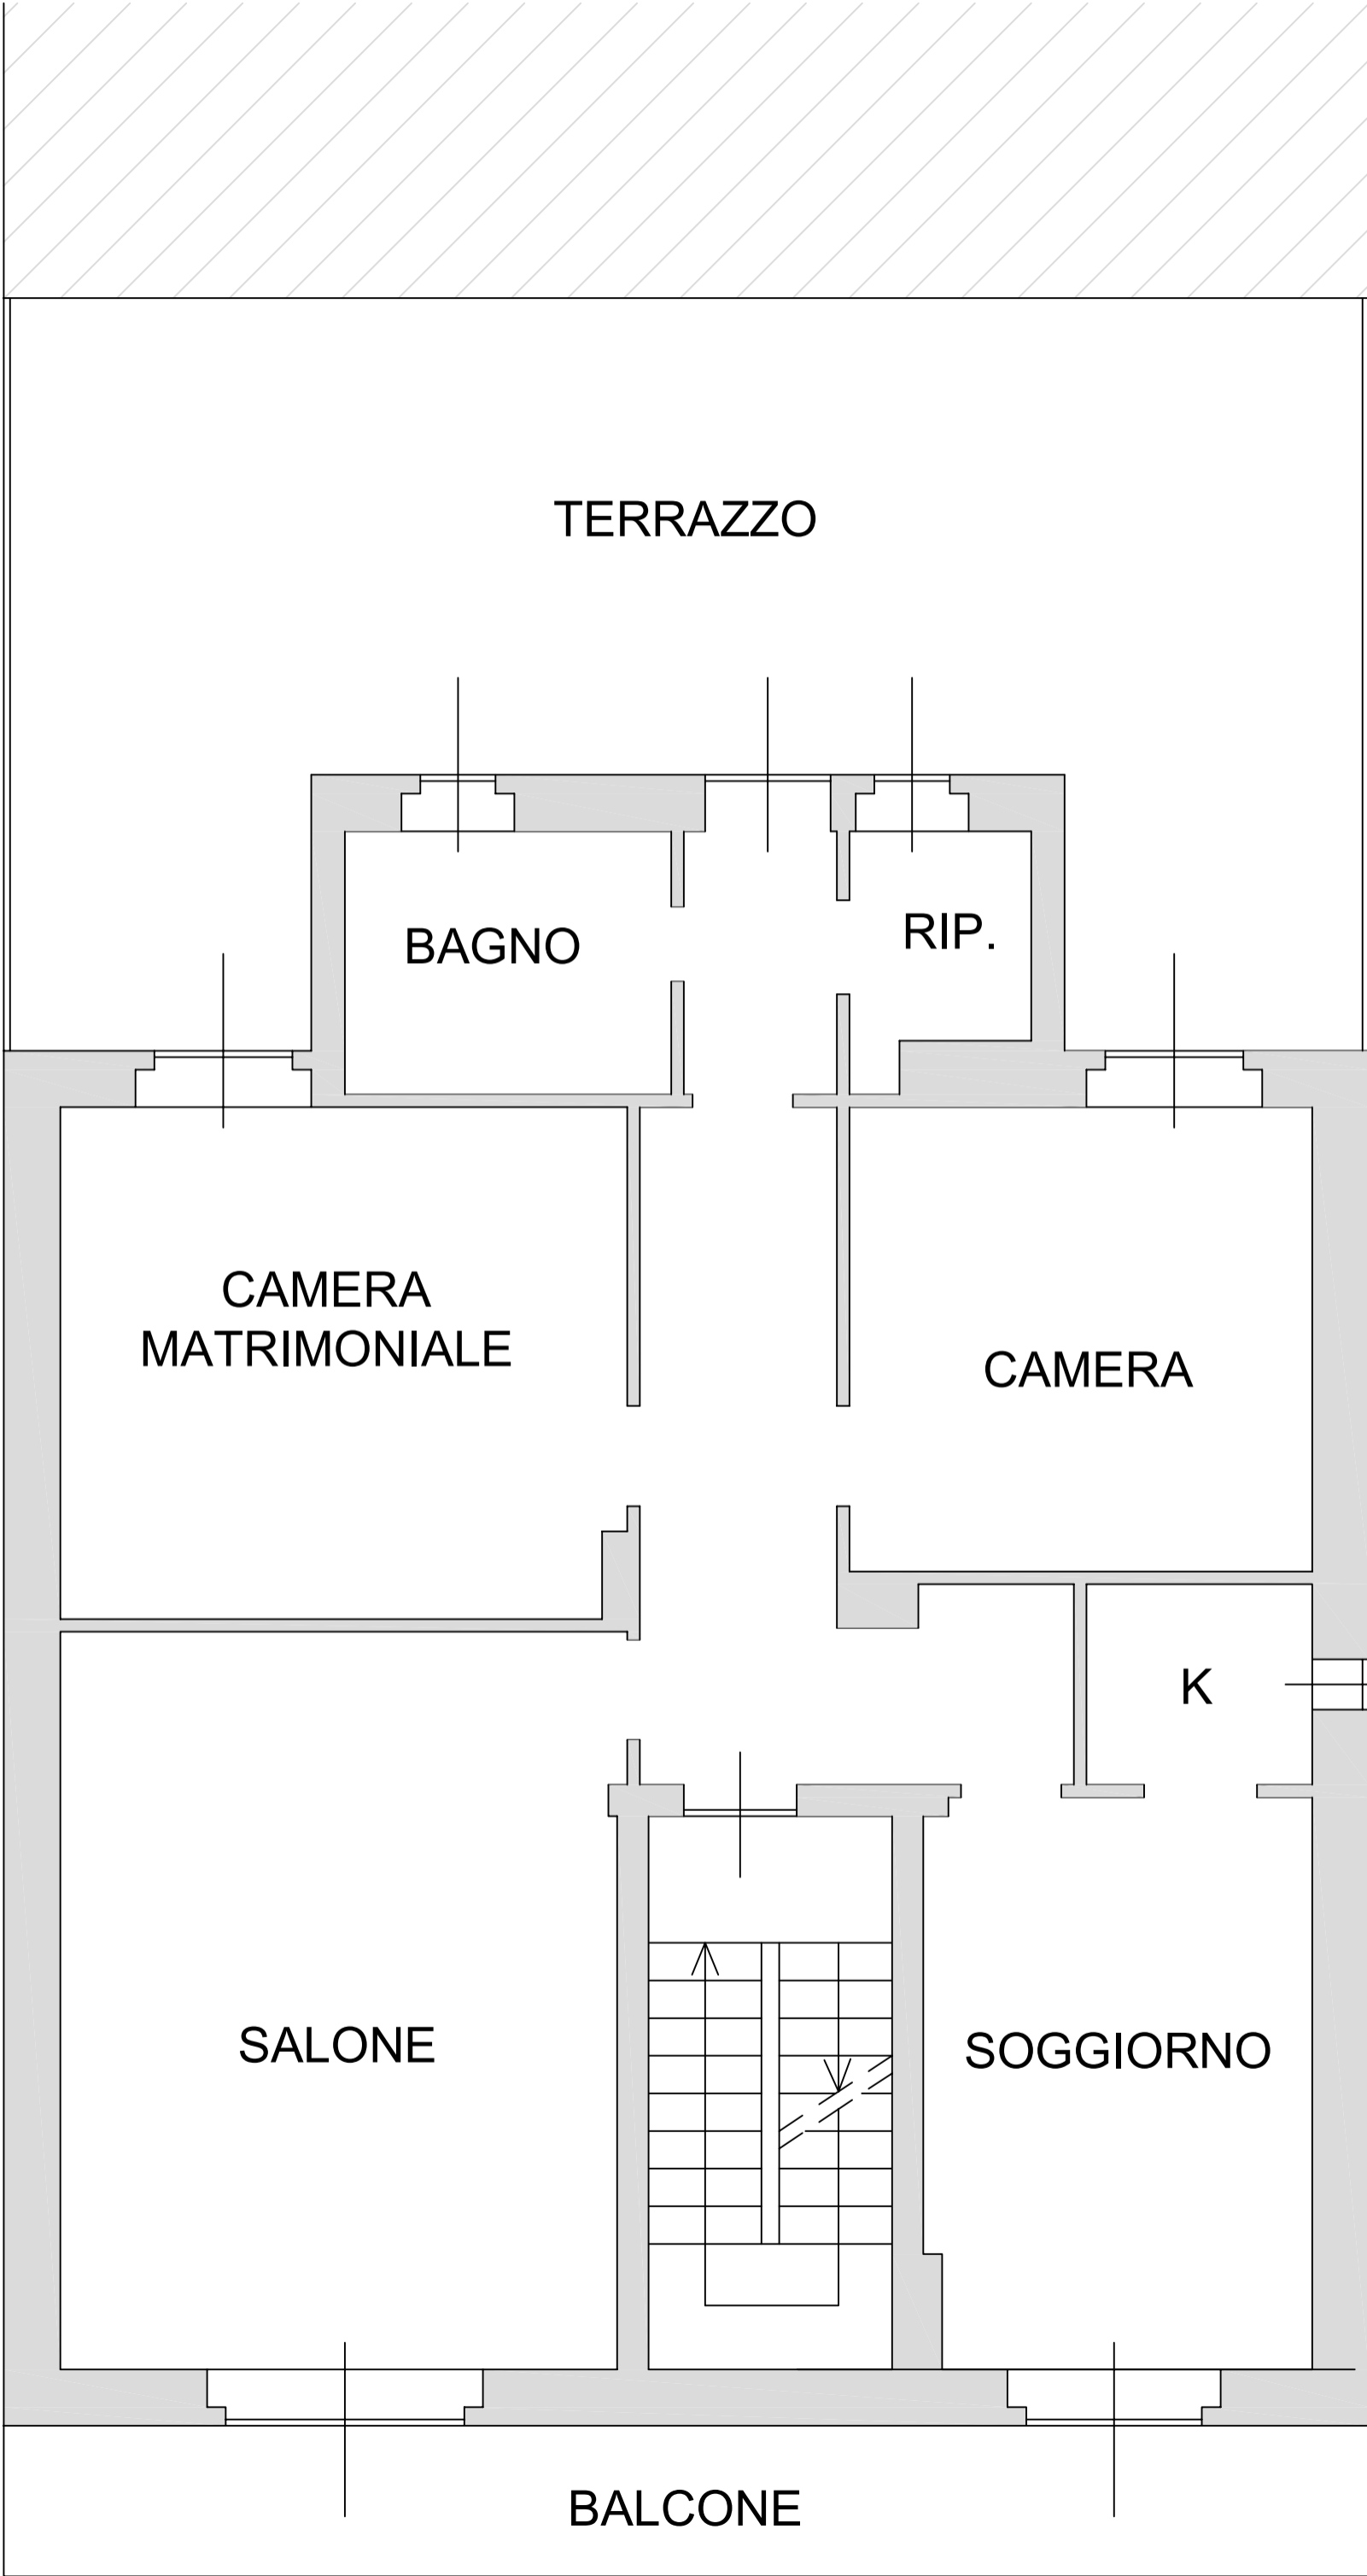 TERRAZZO
BAGNO
RIP.
CAMERA
MATRIMONIALE
CAMERA
K
SALONE
SOGGIORNO
BALCONE